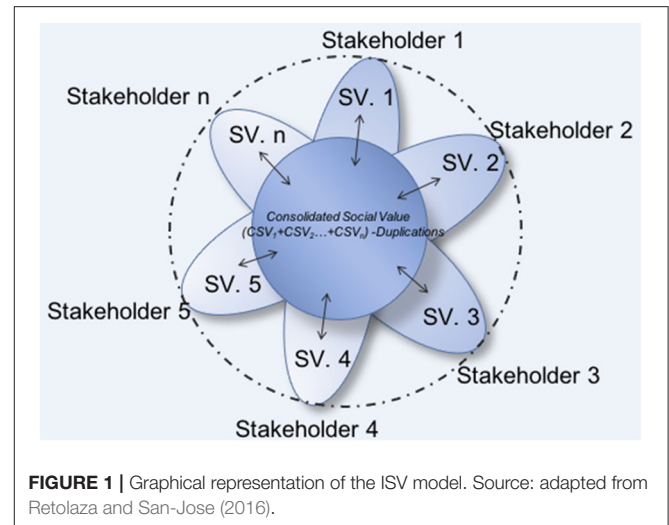 Stakeholder 1
Stakeholder n
SV. 1
Stakeholder 2
SV. n
SV. 2
Consolidated Social Value
(CSV₁+CSV₂...+CSVₙ) -Duplications
SV. 5
Stakeholder 5
SV. 3
SV. 4
Stakeholder 3
Stakeholder 4
FIGURE 1 | Graphical representation of the ISV model. Source: adapted from
Retolaza and San-Jose (2016).